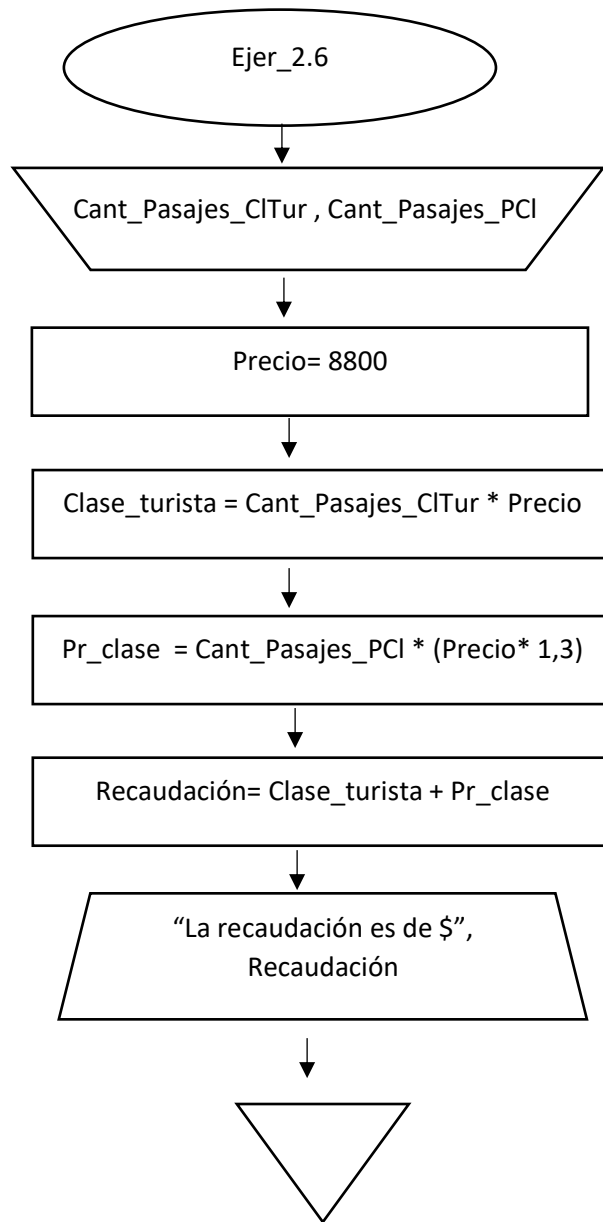 Ejer_2.6
Cant_Pasajes_ClTur , Cant_Pasajes_PCl
Precio= 8800
Clase_turista = Cant_Pasajes_ClTur * Precio
Pr_clase  = Cant_Pasajes_PCl * (Precio* 1,3)
Recaudación= Clase_turista + Pr_clase
“La recaudación es de $”,
Recaudación